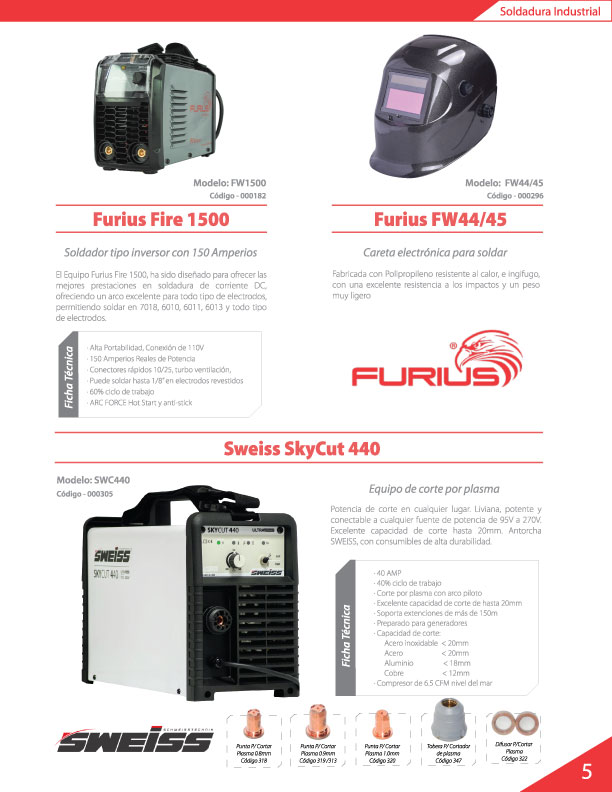 Soldadura Industrial
FURIUS
Modelo: FW1500
Código - 000182
Furius Fire 1500
Soldador tipo inversor con 150 Amperios
El Equipo Furius Fire 1500, ha sido diseñado para ofrecer las
mejores prestaciones en soldadura de corriente DC,
ofreciendo un arco excelente para todo tipo de electrodos,
permitiendo soldar en 7018, 6010, 6011, 6013 y todo tipo
de electrodos.
Ficha Técnica
· Alta Portabilidad, Conexión de 110V
· 150 Amperios Reales de Potencia
· Conectores rápidos 10/25, turbo ventilación,
· Puede soldar hasta 1/8" en electrodos revestidos
· 60% ciclo de trabajo
· ARC FORCE Hot Start y anti-stick
Modelo: FW44/45
Código - 000296
Furius FW44/45
Careta electrónica para soldar
Fabricada con Polipropileno resistente al calor, e ingífugo,
con una excelente resistencia a los impactos y un peso
muy ligero
®
FURIUS
Sweiss SkyCut 440
Modelo: SWC440
Código - 000305
SKYCUT 440
SWEISS
SKYCUT 440
SWEISS
Equipo de corte por plasma
Potencia de corte en cualquier lugar. Liviana, potente y
conectable a cualquier fuente de potencia de 95V a 270V.
Excelente capacidad de corte hasta 20mm. Antorcha
SWEISS, con consumibles de alta durabilidad.
Ficha Técnica
· 40 AMP
· 40% ciclo de trabajo
· Corte por plasma con arco piloto
· Excelente capacidad de corte de hasta 20mm
· Soporta extenciones de más de 150m
· Preparado para generadores
· Capacidad de corte:
Acero inoxidable < 20mm
Acero < 20mm
Aluminio < 18mm
Cobre < 12mm
· Compresor de 6.5 CFM nivel del mar
SCHWEISSTECHNIK
SWEISS
Punta P/ Cortar
Plasma 0.8mm
Código 318
Punta P/ Cortar
Plasma 0.9mm
Código 319 /313
Punta P/ Cortar
Plasma 1.0mm
Código 320
Tobera P/ Cortador
de plasma
Código 347
Difusor P/Cortar
Plasma
Código 322
5